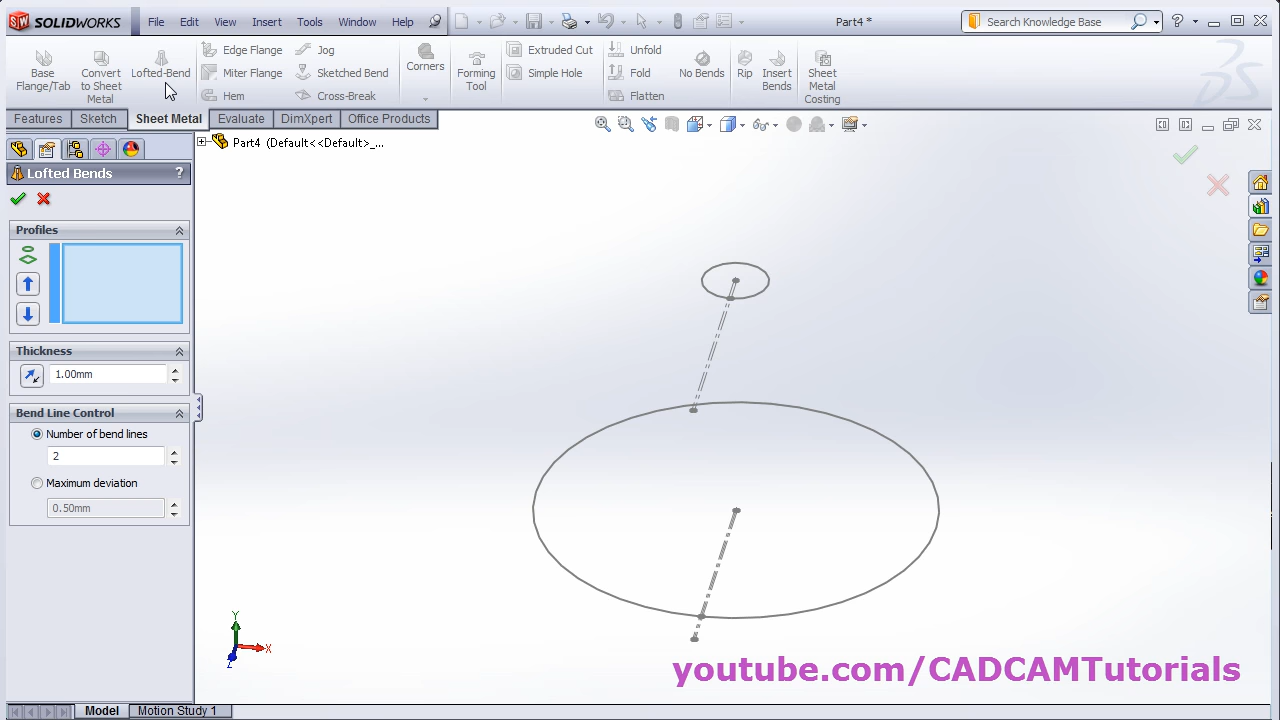 SOLIDWORKS File Edit View Insert Tools Window Help Part4 * Search Knowledge Base ?
Base Flange/Tab
Convert to Sheet Metal
Lofted-Bend
Edge Flange
Miter Flange
Hem
Jog
Sketched Bend
Cross-Break
Corners
Forming Tool
Extruded Cut
Simple Hole
Unfold
Fold
Flatten
No Bends
Rip
Insert Bends
Sheet Metal Costing
Features Sketch Sheet Metal Evaluate DimXpert Office Products
Part4 (Default<<Default>_...
Lofted Bends ?
Profiles
Thickness
1.00mm
Bend Line Control
Number of bend lines
2
Maximum deviation
0.50mm
Y
X
Z
youtube.com/CADCAMTutorials
Model Motion Study 1